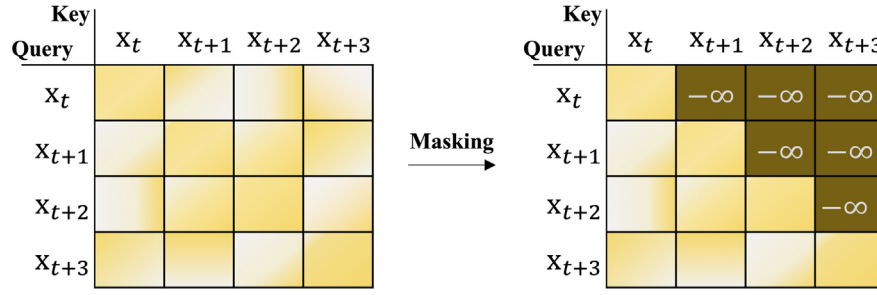 Key Key
Query x_t x_{t+1} x_{t+2} x_{t+3} Query x_t x_{t+1} x_{t+2} x_{t+3}
x_t x_t −∞ −∞ −∞
x_{t+1} Masking x_{t+1} −∞ −∞
x_{t+2} x_{t+2} −∞
x_{t+3} x_{t+3}